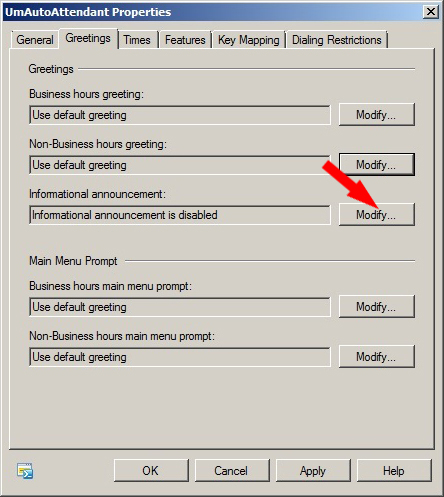 UmAutoAttendant Properties
General Greetings Times Features Key Mapping Dialing Restrictions
Greetings
Business hours greeting:
Use default greeting Modify...
Non-Business hours greeting:
Use default greeting Modify...
Informational announcement:
Informational announcement is disabled Modify...
Main Menu Prompt
Business hours main menu prompt:
Use default greeting Modify...
Non-Business hours main menu prompt:
Use default greeting Modify...
OK Cancel Apply Help